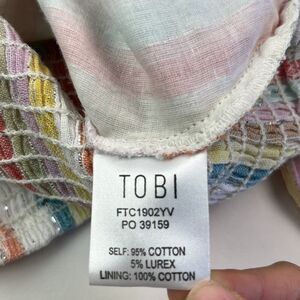 TOBI
FTC1902YV
PO 39159
SELF: 95% COTTON
5% LUREX
LINING: 100% COTTON